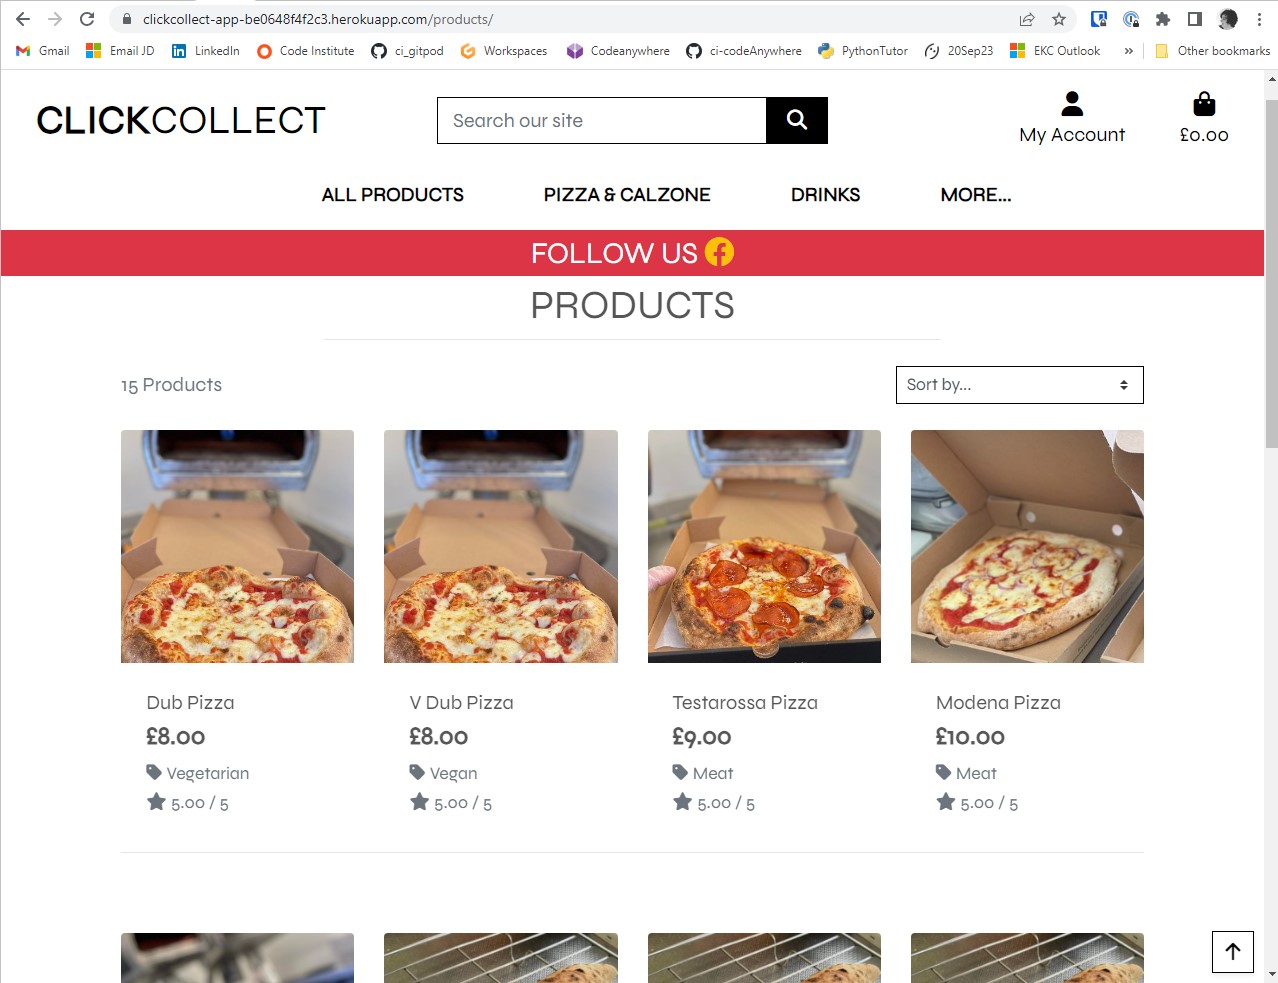 clickcollect-app-be0648f4f2c3.herokuapp.com/products/
Gmail Email JD LinkedIn Code Institute ci_gitpod Workspaces Codeanywhere ci-codeAnywhere PythonTutor 20Sep23 EKC Outlook » Other bookmarks
CLICKCOLLECT
Search our site
My Account
£0.00
ALL PRODUCTS PIZZA & CALZONE DRINKS MORE...
FOLLOW US
PRODUCTS
15 Products
Sort by...
Dub Pizza
£8.00
Vegetarian
5.00 / 5
V Dub Pizza
£8.00
Vegan
5.00 / 5
Testarossa Pizza
£9.00
Meat
5.00 / 5
Modena Pizza
£10.00
Meat
5.00 / 5